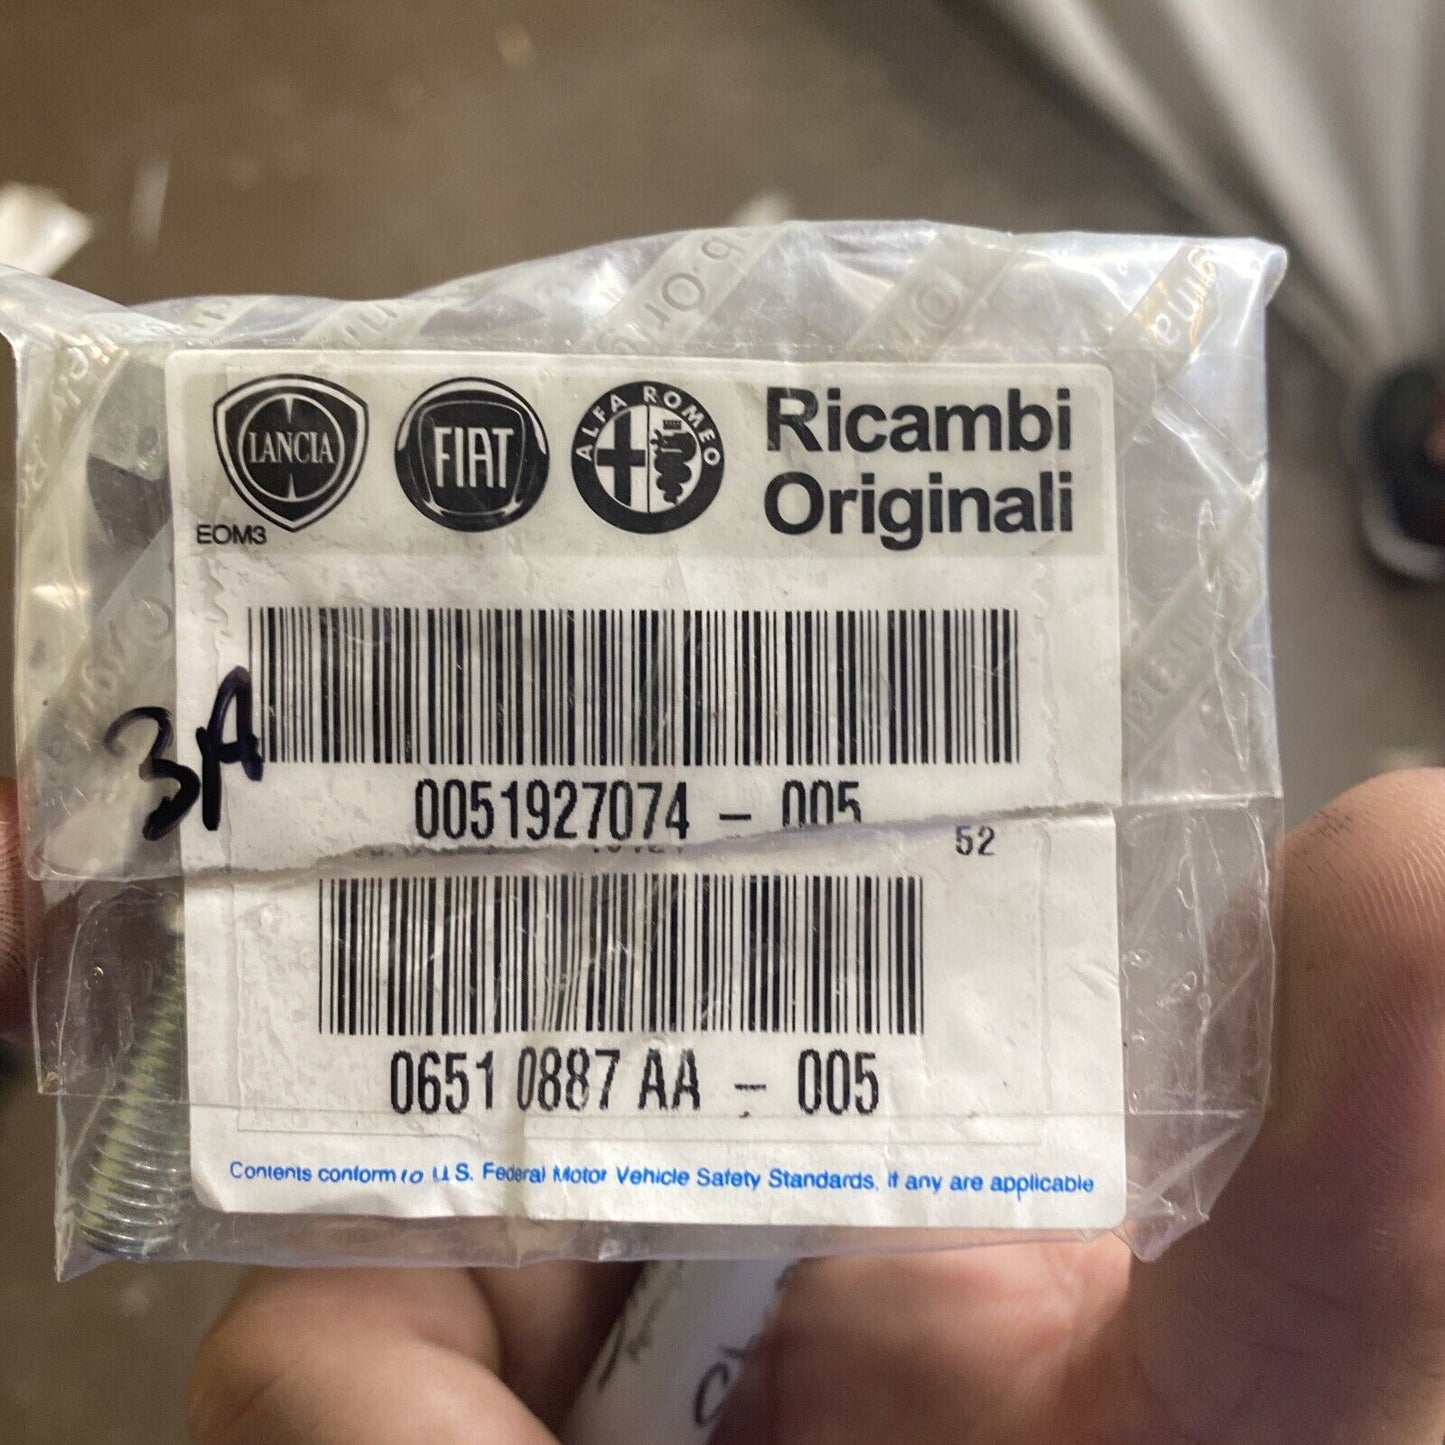 LANCIA
FIAT
ALFA ROMEO
Ricambi
Originali
EOM3
3A
0051927074 - 005
52
0651 0887 AA - 005
Contents conform to U.S. Federal Motor Vehicle Safety Standards, if any are applicable